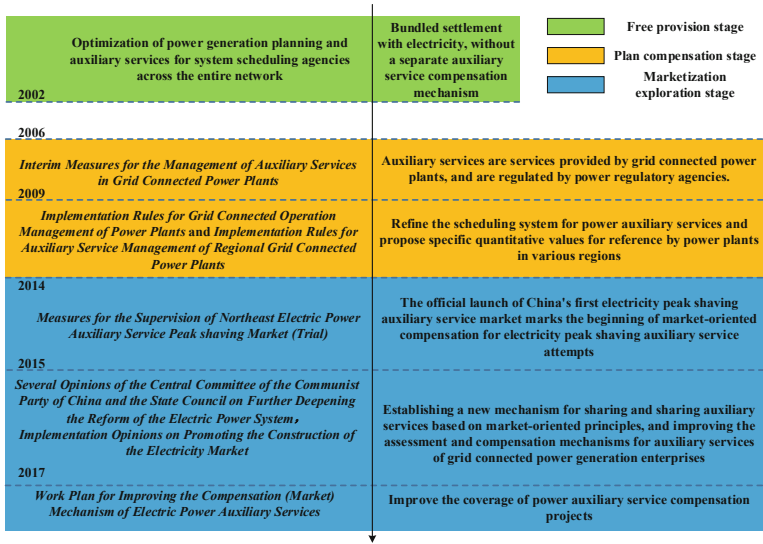 Optimization of power generation planning and
auxiliary services for system scheduling agencies
across the entire network
Bundled settlement
with electricity, without
a separate auxiliary
service compensation
mechanism
Free provision stage
Plan compensation stage
Marketization
exploration stage
2002
2006
Interim Measures for the Management of Auxiliary Services
in Grid Connected Power Plants
Auxiliary services are services provided by grid connected power
plants, and are regulated by power regulatory agencies.
2009
Implementation Rules for Grid Connected Operation
Management of Power Plants and Implementation Rules for
Auxiliary Service Management of Regional Grid Connected
Power Plants
Refine the scheduling system for power auxiliary services and
propose specific quantitative values for reference by power plants
in various regions
2014
Measures for the Supervision of Northeast Electric Power
Auxiliary Service Peak shaving Market (Trial)
The official launch of China's first electricity peak shaving
auxiliary service market marks the beginning of market-oriented
compensation for electricity peak shaving auxiliary service
attempts
2015
Several Opinions of the Central Committee of the Communist
Party of China and the State Council on Further Deepening
the Reform of the Electric Power System，
Implementation Opinions on Promoting the Construction of
the Electricity Market
Establishing a new mechanism for sharing and sharing auxiliary
services based on market-oriented principles, and improving the
assessment and compensation mechanisms for auxiliary services
of grid connected power generation enterprises
2017
Work Plan for Improving the Compensation (Market)
Mechanism of Electric Power Auxiliary Services
Improve the coverage of power auxiliary service compensation
projects